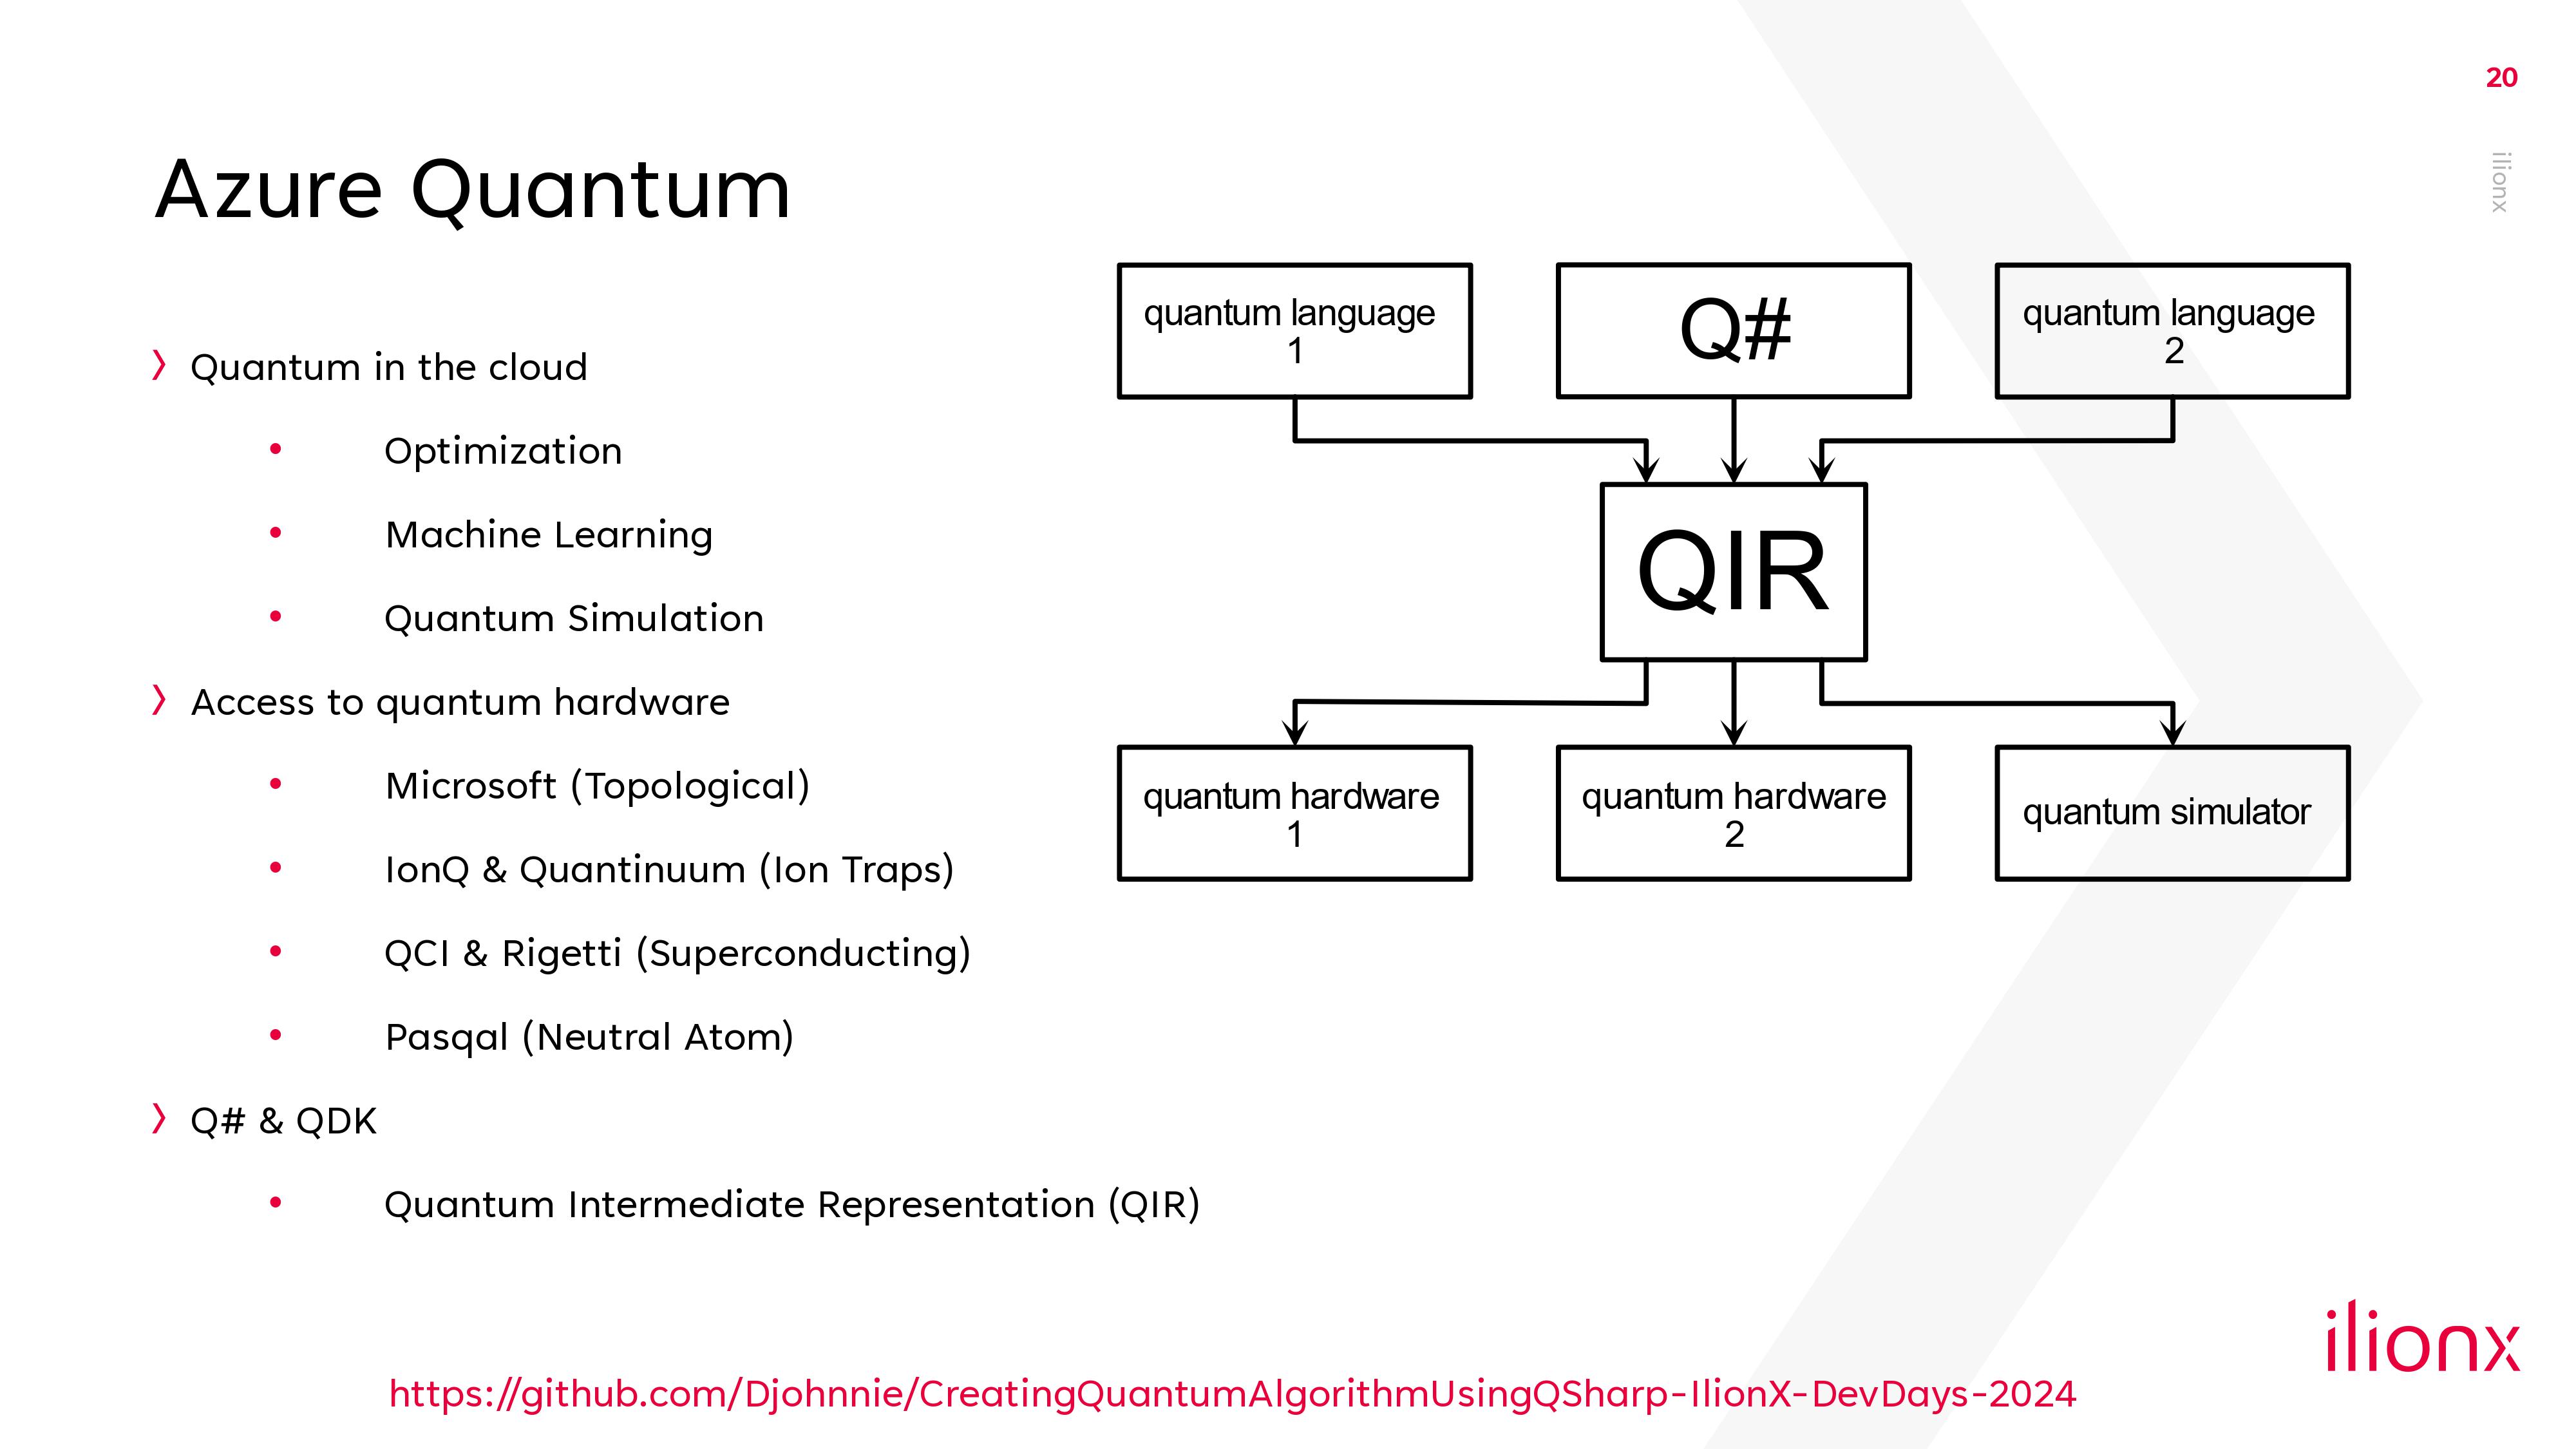 20
ilionx
Azure Quantum
› Quantum in the cloud
• Optimization
• Machine Learning
• Quantum Simulation
› Access to quantum hardware
• Microsoft (Topological)
• IonQ & Quantinuum (Ion Traps)
• QCI & Rigetti (Superconducting)
• Pasqal (Neutral Atom)
› Q# & QDK
• Quantum Intermediate Representation (QIR)
quantum language
1
Q#
quantum language
2
QIR
quantum hardware
1
quantum hardware
2
quantum simulator
ilionx
https://github.com/Djohnnie/CreatingQuantumAlgorithmUsingQSharp-IlionX-DevDays-2024